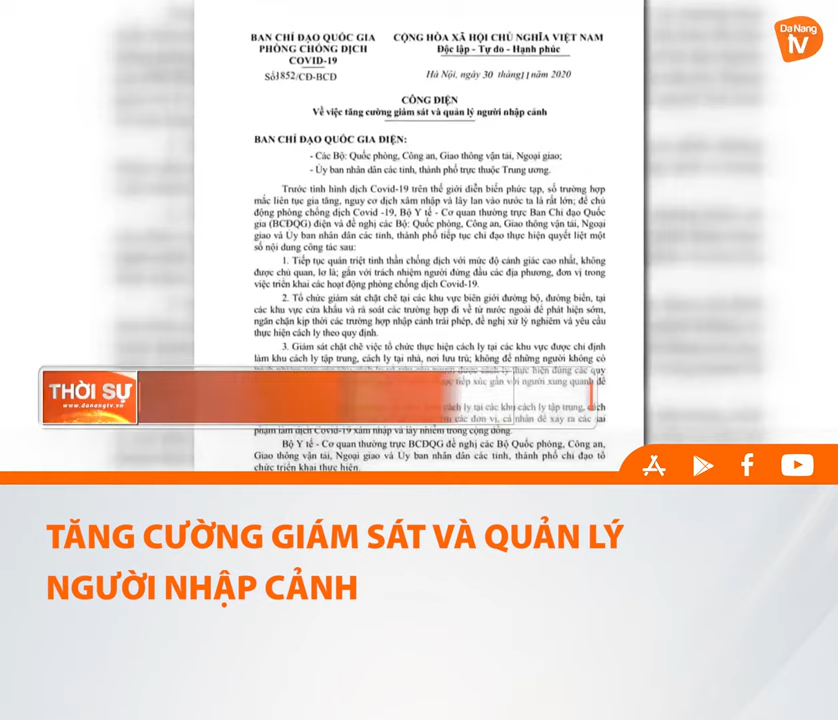 Da Nang
TV
BAN CHỈ ĐẠO QUỐC GIA
PHÒNG CHỐNG DỊCH
COVID-19
Số1852/CĐ-BCĐ
CỘNG HÒA XÃ HỘI CHỦ NGHĨA VIỆT NAM
Độc lập - Tự do - Hạnh phúc
Hà Nội, ngày 30 tháng11năm 2020
CÔNG ĐIỆN
Về việc tăng cường giám sát và quản lý người nhập cảnh
BAN CHỈ ĐẠO QUỐC GIA ĐIỆN:
- Các Bộ: Quốc phòng, Công an, Giao thông vận tải, Ngoại giao;
- Ủy ban nhân dân các tỉnh, thành phố trực thuộc Trung ương.
Trước tình hình dịch Covid-19 trên thế giới diễn biến phức tạp, số trường hợp
mắc liên tục gia tăng, nguy cơ dịch xâm nhập và lây lan vào nước ta là rất lớn; để chủ
động phòng chống dịch Covid -19, Bộ Y tế - Cơ quan thường trực Ban Chỉ đạo Quốc
gia (BCĐQG) điện và đề nghị các Bộ: Quốc phòng, Công an, Giao thông vận tải, Ngoại
giao và Ủy ban nhân dân các tỉnh, thành phố tiếp tục chỉ đạo thực hiện quyết liệt một
số nội dung công tác sau:
1. Tiếp tục quán triệt tinh thần chống dịch với mức độ cảnh giác cao nhất, không
được chủ quan, lơ là; gắn với trách nhiệm người đứng đầu các địa phương, đơn vị trong
việc triển khai các hoạt động phòng chống dịch Covid-19.
2. Tổ chức giám sát chặt chẽ tại các khu vực biên giới đường bộ, đường biển, tại
các khu vực cửa khẩu và rà soát các trường hợp đi về từ nước ngoài để phát hiện sớm,
ngăn chặn kịp thời các trường hợp nhập cảnh trái phép, đề nghị xử lý nghiêm và yêu cầu
thực hiện cách ly theo quy định.
3. Giám sát chặt chẽ việc tổ chức thực hiện cách ly tại các khu vực được chỉ định
làm khu cách ly tập trung, cách ly tại nhà, nơi lưu trú; không để những người không có
được cách ly thực hiện đúng các quy
tiếp xúc gần với người xung quanh để
cách ly tại các khu cách ly tập trung, cách
các đơn vị, cá nhân để xảy ra các sai
phạm làm dịch Covid-19 xâm nhập và lây nhiễm trong cộng đồng.
Bộ Y tế - Cơ quan thường trực BCĐQG đề nghị các Bộ Quốc phòng, Công an,
Giao thông vận tải, Ngoại giao và Ủy ban nhân dân các tỉnh, thành phố chỉ đạo tổ
chức triển khai thực hiện.
THỜI SỰ
www.danangtv.vn
TĂNG CƯỜNG GIÁM SÁT VÀ QUẢN LÝ
NGƯỜI NHẬP CẢNH